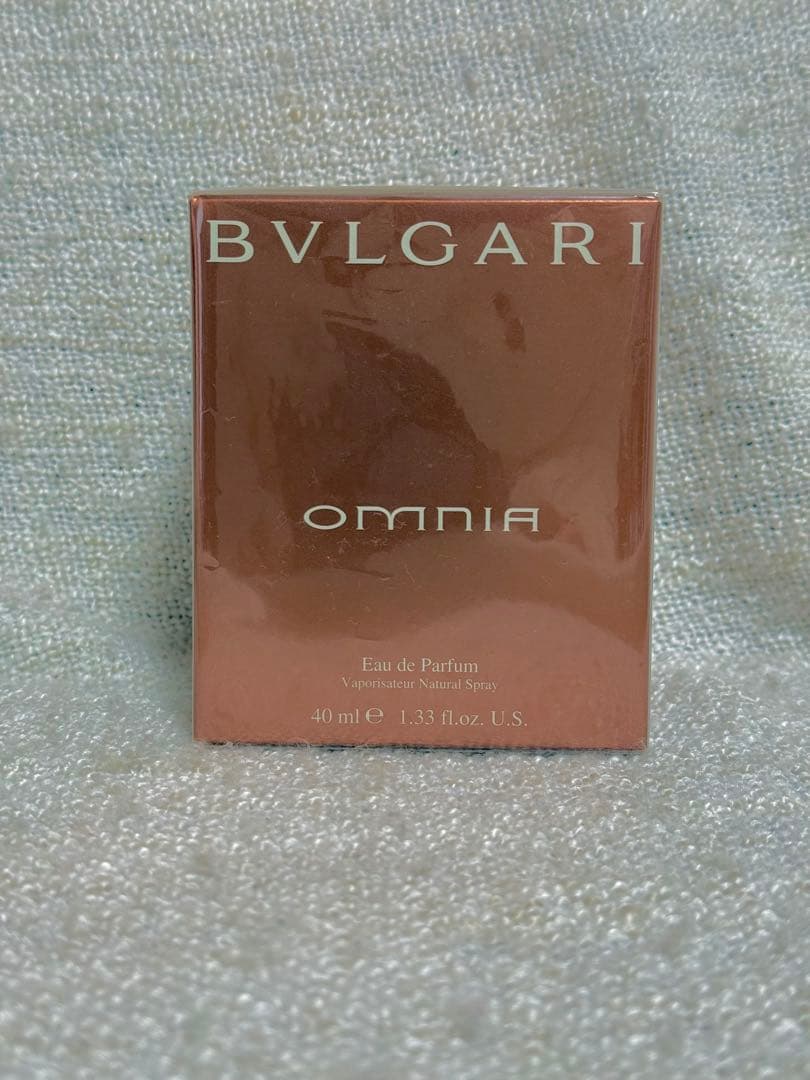 BVLGARI
OMNIA
Eau de Parfum
Vaporisateur Natural Spray
40 ml ℮ 1.33 fl.oz. U.S.